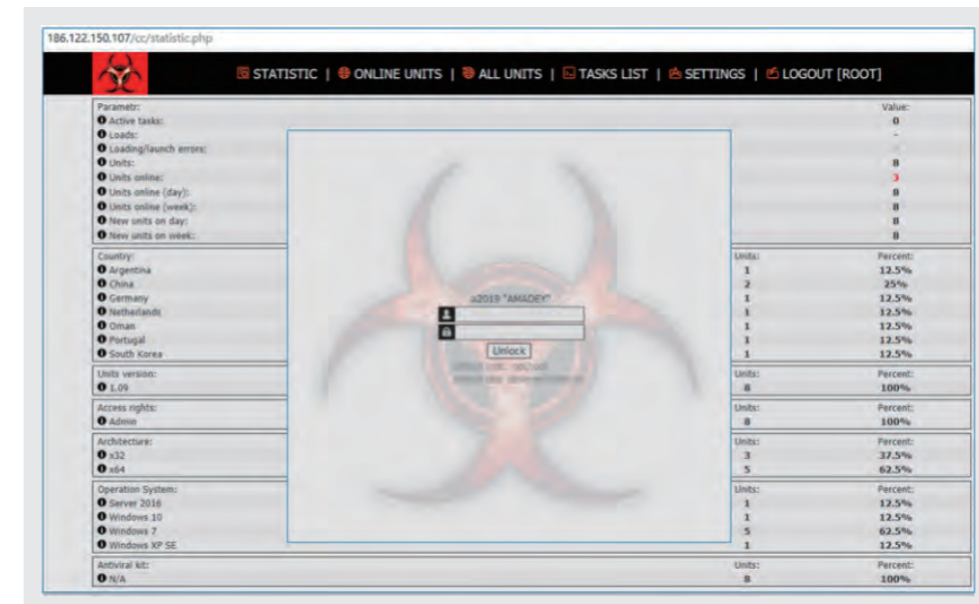 186.122.150.107/cc/statistic.php
STATISTIC | ONLINE UNITS | ALL UNITS | TASKS LIST | SETTINGS | LOGOUT [ROOT]
Parametr: Value:
Active tasks: 0
Loads: -
Loading/launch errors: -
Units: 8
Units online: 3
Units online (day): 8
Units online (week): 8
New units on day: 8
New units on week: 8
Country: Units: Percent:
Argentina 1 12.5%
China 2 25%
Germany 1 12.5%
Netherlands 1 12.5%
Oman 1 12.5%
Portugal 1 12.5%
South Korea 1 12.5%
Units version: Units: Percent:
1.09 8 100%
Access rights: Units: Percent:
Admin 8 100%
Architecture: Units: Percent:
x32 3 37.5%
x64 5 62.5%
Operation System: Units: Percent:
Server 2016 1 12.5%
Windows 10 1 12.5%
Windows 7 5 62.5%
Windows XP SE 1 12.5%
Antiviral kit: Units: Percent:
N/A 8 100%
a2019 "AMADEY"
Unlock